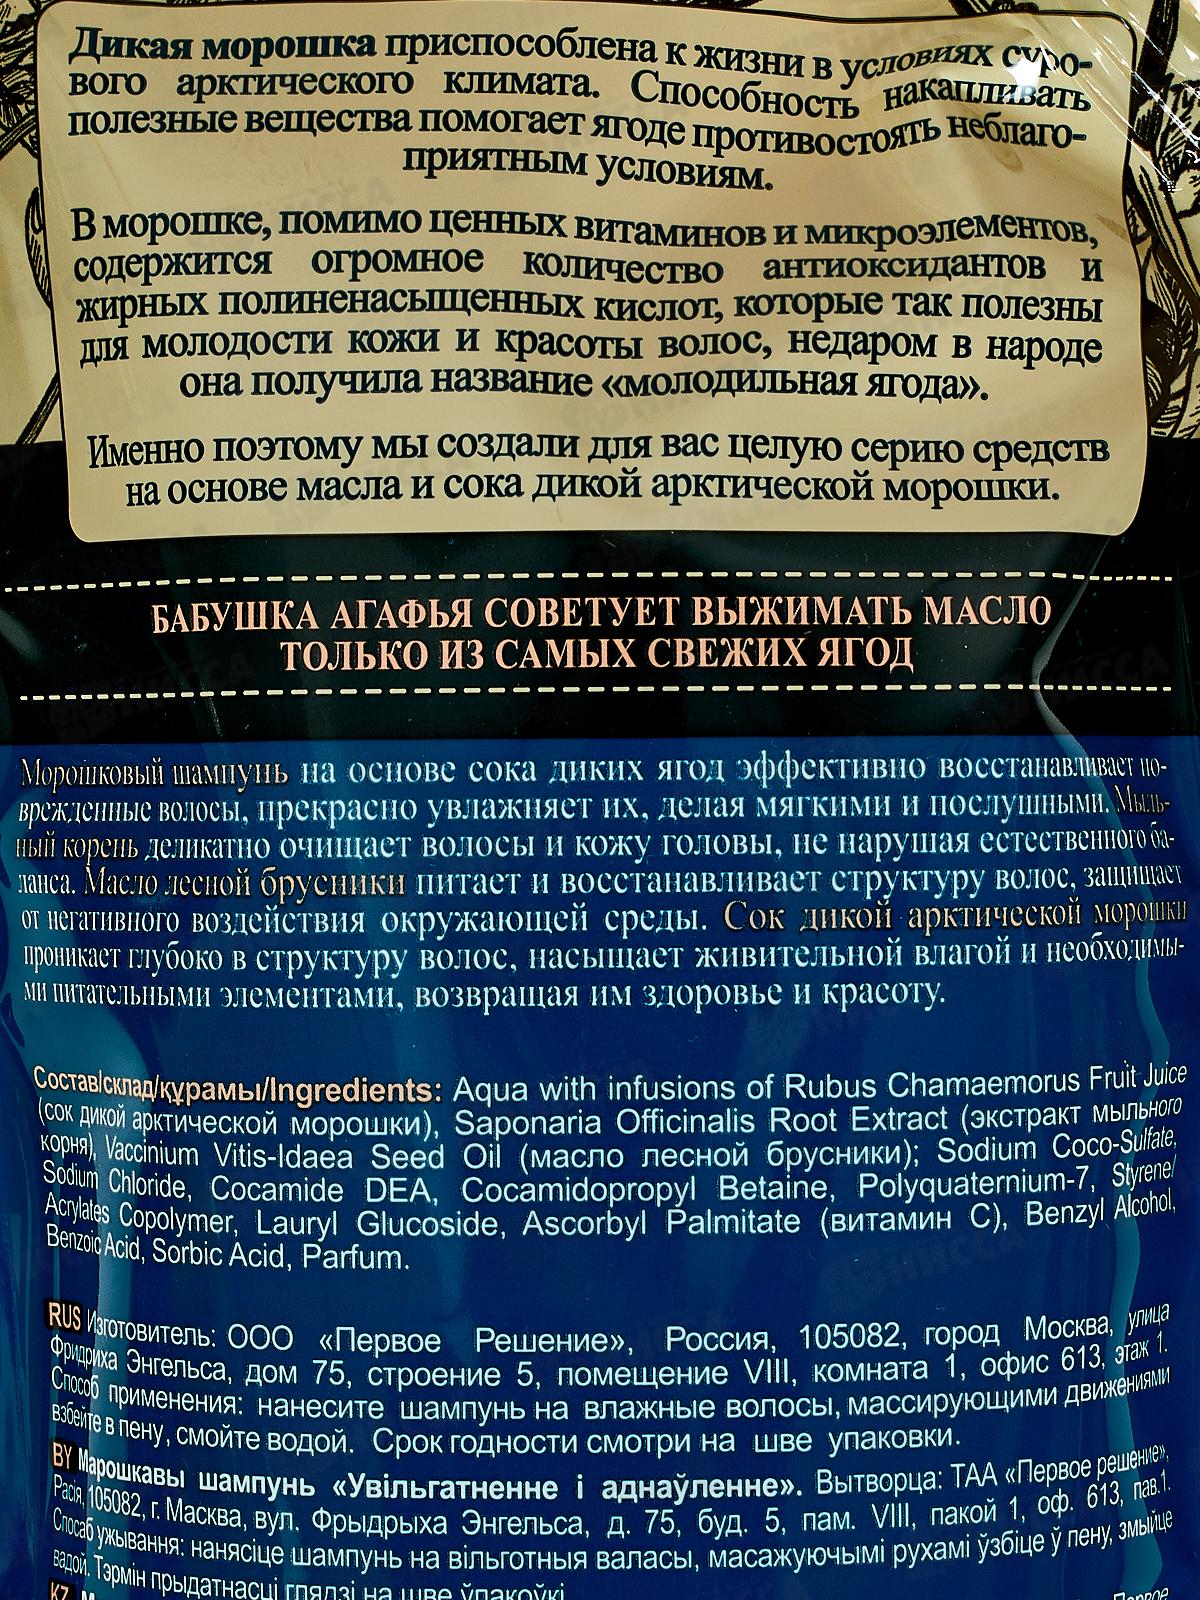 Дикая морошка приспособлена к жизни в условиях суро-
вого арктического климата. Способность накапливать
полезные вещества помогает ягоде противостоять неблаго-
приятным условиям.
В морошке, помимо ценных витаминов и микроэлементов,
содержится огромное количество антиоксидантов и
жирных полиненасыщенных кислот, которые так полезны
для молодости кожи и красоты волос, недаром в народе
она получила название «молодильная ягода».
Именно поэтому мы создали для вас целую серию средств
на основе масла и сока дикой арктической морошки.
БАБУШКА АГАФЬЯ СОВЕТУЕТ ВЫЖИМАТЬ МАСЛО
ТОЛЬКО ИЗ САМЫХ СВЕЖИХ ЯГОД
Морошковый шампунь на основе сока диких ягод эффективно восстанавливает по-
врежденные волосы, прекрасно увлажняет их, делая мягкими и послушными. Мыль-
ный корень деликатно очищает волосы и кожу головы, не нарушая естественного ба-
ланса. Масло лесной брусники питает и восстанавливает структуру волос, защищает
от негативного воздействия окружающей среды. Сок дикой арктической морошки
проникает глубоко в структуру волос, насыщает живительной влагой и необходимы-
ми питательными элементами, возвращая им здоровье и красоту.
Состав/склад/құрамы/Ingredients: Aqua with infusions of Rubus Chamaemorus Fruit Juice
(сок дикой арктической морошки), Saponaria Officinalis Root Extract (экстракт мыльного
корня), Vaccinium Vitis-Idaea Seed Oil (масло лесной брусники); Sodium Coco-Sulfate,
Sodium Chloride, Cocamide DEA, Cocamidopropyl Betaine, Polyquaternium-7, Styrene/
Acrylates Copolymer, Lauryl Glucoside, Ascorbyl Palmitate (витамин С), Benzyl Alcohol,
Benzoic Acid, Sorbic Acid, Parfum.
RUS Изготовитель: ООО «Первое Решение», Россия, 105082, город Москва, улица
Фридриха Энгельса, дом 75, строение 5, помещение VIII, комната 1, офис 613, этаж 1.
Способ применения: нанесите шампунь на влажные волосы, массирующими движениями
взбейте в пену, смойте водой. Срок годности смотри на шве упаковки.
BY Марошкавы шампунь «Увільгатненне і аднаўленне». Вытворца: ТАА «Первое решение»,
Расія, 105082, г. Масква, вул. Фрыдрыха Энгельса, д. 75, буд. 5, пам. VIII, пакой 1, оф. 613, пав.1.
Спосаб ужывання: нанясіце шампунь на вільготныя валасы, масажуючымі рухамі ўзбіце ў пену, змыйце
вадой. Тэрмін прыдатнасці глядзі на шве ўпакоўкі.
KZ